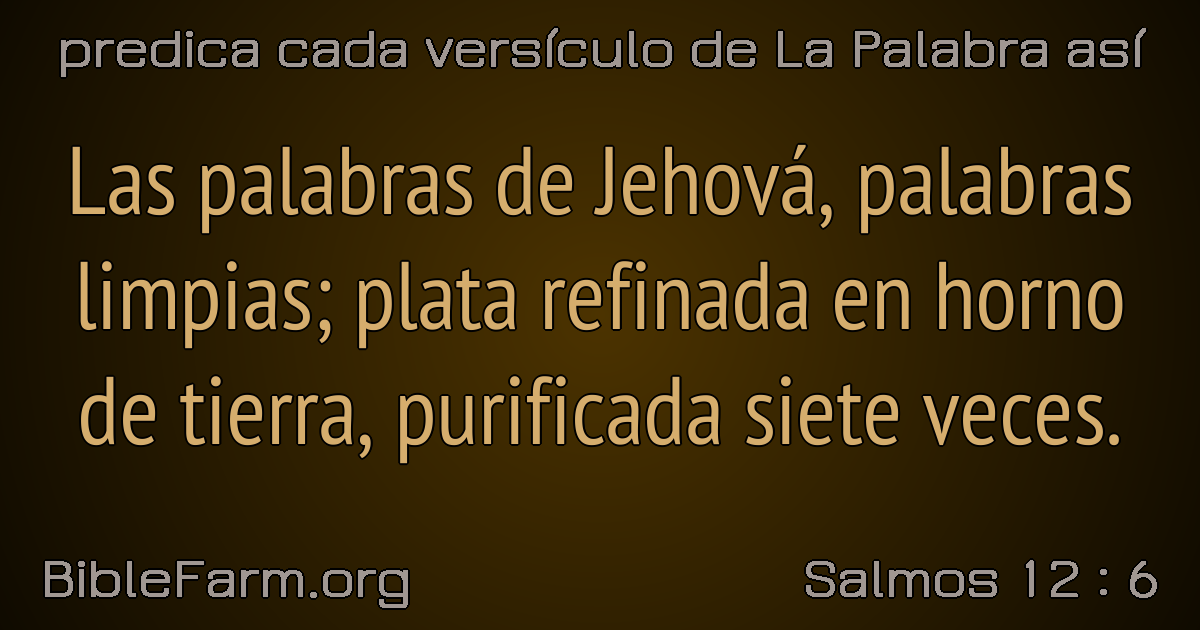 predica cada versículo de La Palabra así
Las palabras de Jehová, palabras
limpias; plata refinada en horno
de tierra, purificada siete veces.
BibleFarm.org
Salmos 12 : 6